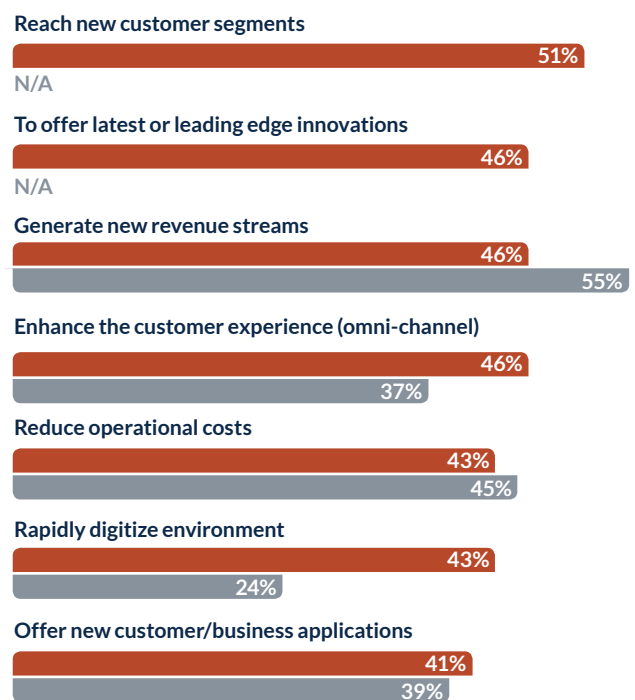 Reach new customer segments
51%
N/A
To offer latest or leading edge innovations
46%
N/A
Generate new revenue streams
46%
55%
Enhance the customer experience (omni-channel)
46%
37%
Reduce operational costs
43%
45%
Rapidly digitize environment
43%
24%
Offer new customer/business applications
41%
39%